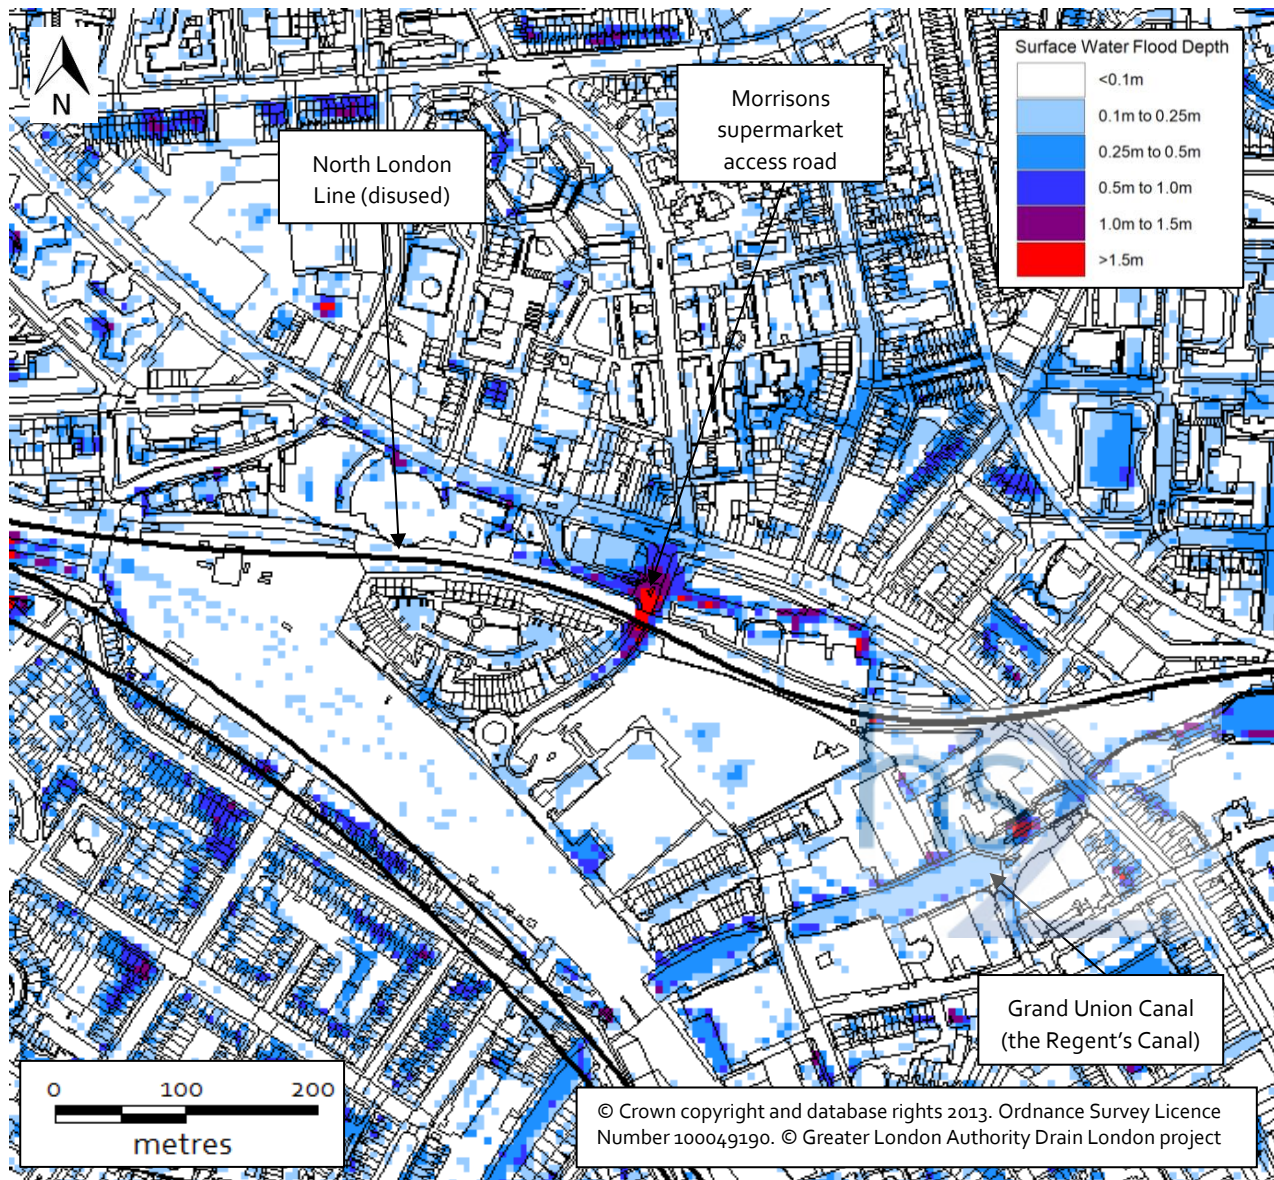 N
North London
Line (disused)
Morrisons
supermarket
access road
Surface Water Flood Depth
<0.1m
0.1m to 0.25m
0.25m to 0.5m
0.5m to 1.0m
1.0m to 1.5m
>1.5m
hs2
Grand Union Canal
(the Regent's Canal)
0 100 200
metres
© Crown copyright and database rights 2013. Ordnance Survey Licence
Number 100049190. © Greater London Authority Drain London project